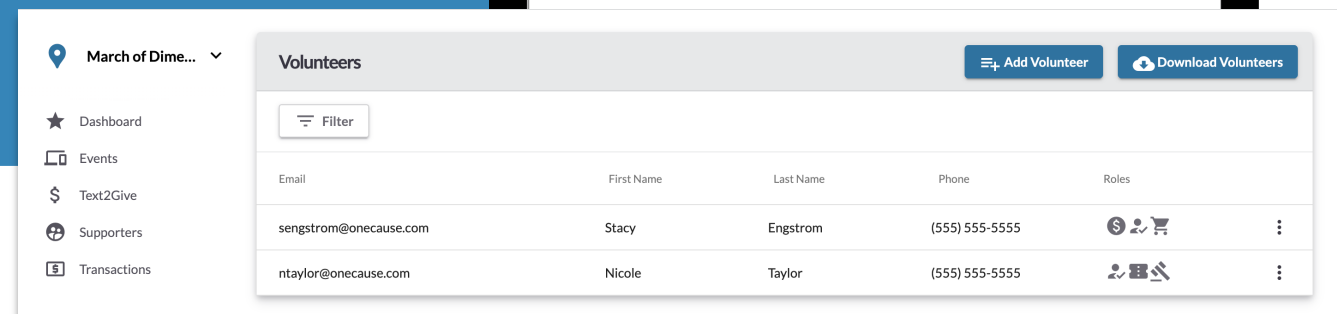 March of Dime...
Dashboard
Events
Text2Give
Supporters
Transactions
Volunteers
Add Volunteer
Download Volunteers
Filter
Email First Name Last Name Phone Roles
sengstrom@onecause.com Stacy Engstrom (555) 555-5555
ntaylor@onecause.com Nicole Taylor (555) 555-5555